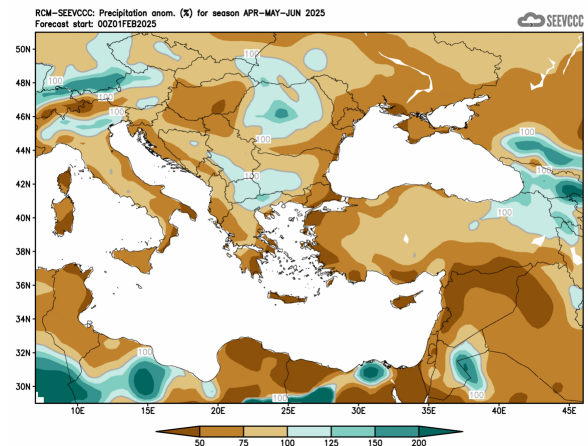 RCM-SEEVCCC: Precipitation anom. (%) for season APR-MAY-JUN 2025
Forecast start: 00Z01FEB2025
SEEVCCC
50N
48N
46N
44N
42N
40N
38N
36N
34N
32N
30N
100
100
100
100
100
100
100
100
100
100
100
100
10E 15E 20E 25E 30E 35E 40E 45E
50 75 100 125 150 200